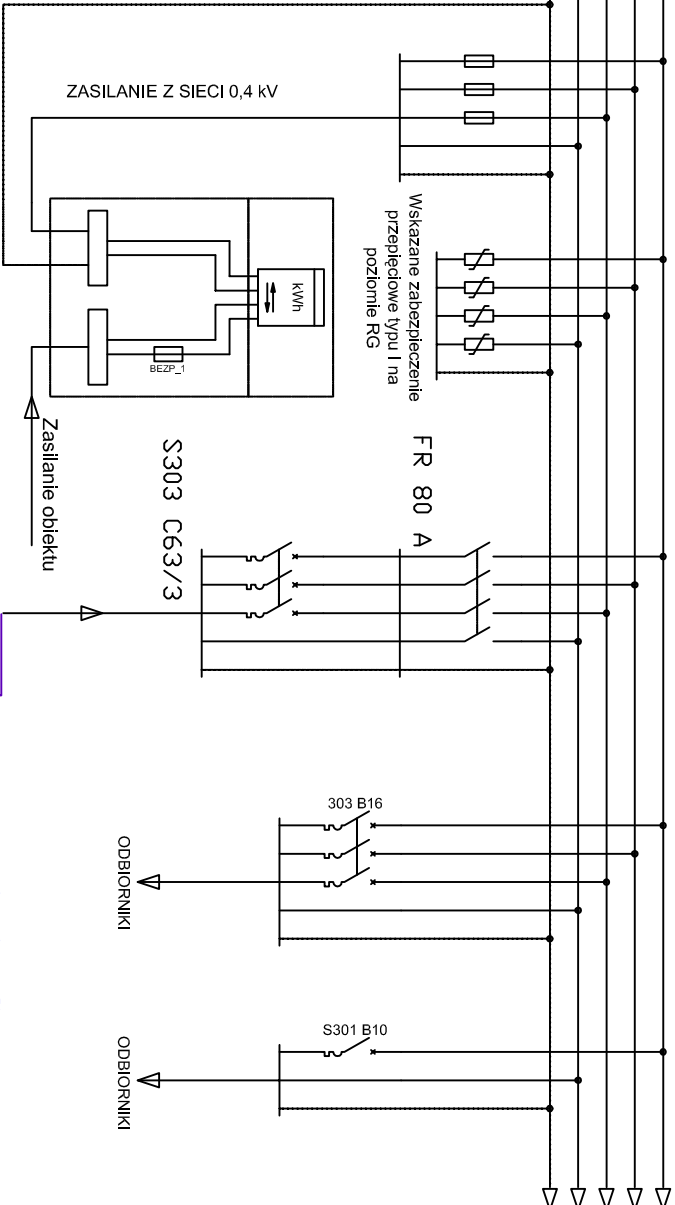 ZASILANIE Z SIECI 0,4 kV
Wskazane zabezpieczenie
przepięciowe typu I na
poziomie RG
kWh
BEZP_1
Zasilanie obiektu
FR 80 A
S303 C63/3
303 B16
ODBIORNIKI
S301 B10
ODBIORNIKI